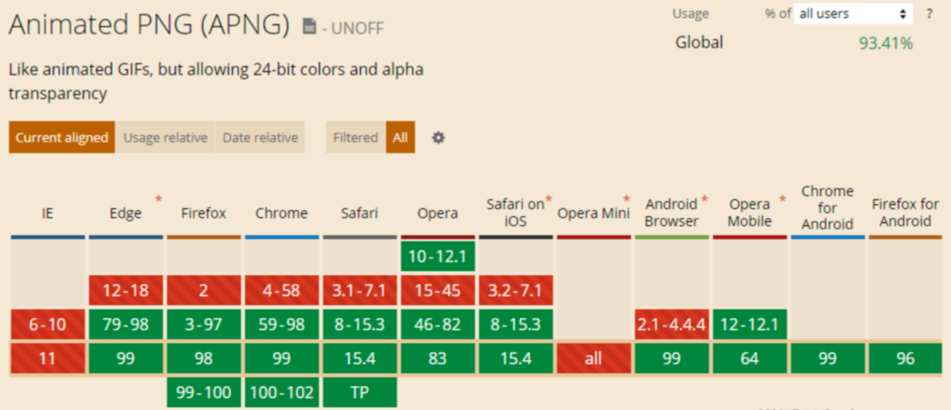 Animated PNG (APNG) - UNOFF
Usage % of all users ?
Global 93.41%
Like animated GIFs, but allowing 24-bit colors and alpha
transparency
Current aligned Usage relative Date relative Filtered All
IE Edge * Firefox Chrome Safari Opera Safari on iOS * Opera Mini * Android Browser * Opera Mobile * Chrome for Android Firefox for Android
10-12.1
12-18 2 4-58 3.1-7.1 15-45 3.2-7.1
6-10 79-98 3-97 59-98 8-15.3 46-82 8-15.3 2.1-4.4.4 12-12.1
11 99 98 99 15.4 83 15.4 all 99 64 99 96
99-100 100-102 TP